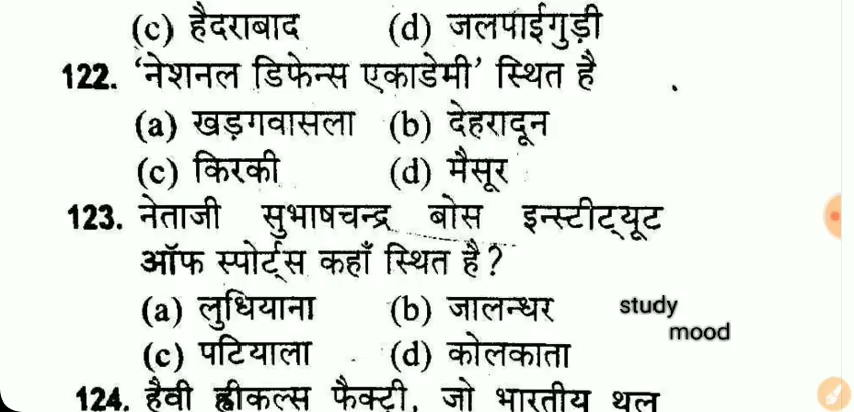 (c) हैदराबाद (d) जलपाईगुड़ी
122. ‘नेशनल डिफेन्स एकाडेमी’ स्थित है
(a) खड़गवासला (b) देहरादून
(c) किरकी (d) मैसूर
123. नेताजी सुभाषचन्द्र बोस इन्स्टीट्यूट
ऑफ स्पोर्ट्स कहाँ स्थित है?
(a) लुधियाना (b) जालन्धर
study
mood
(c) पटियाला (d) कोलकाता
124. हैवी ह्वीकल्स फैक्ट्री, जो भारतीय थल